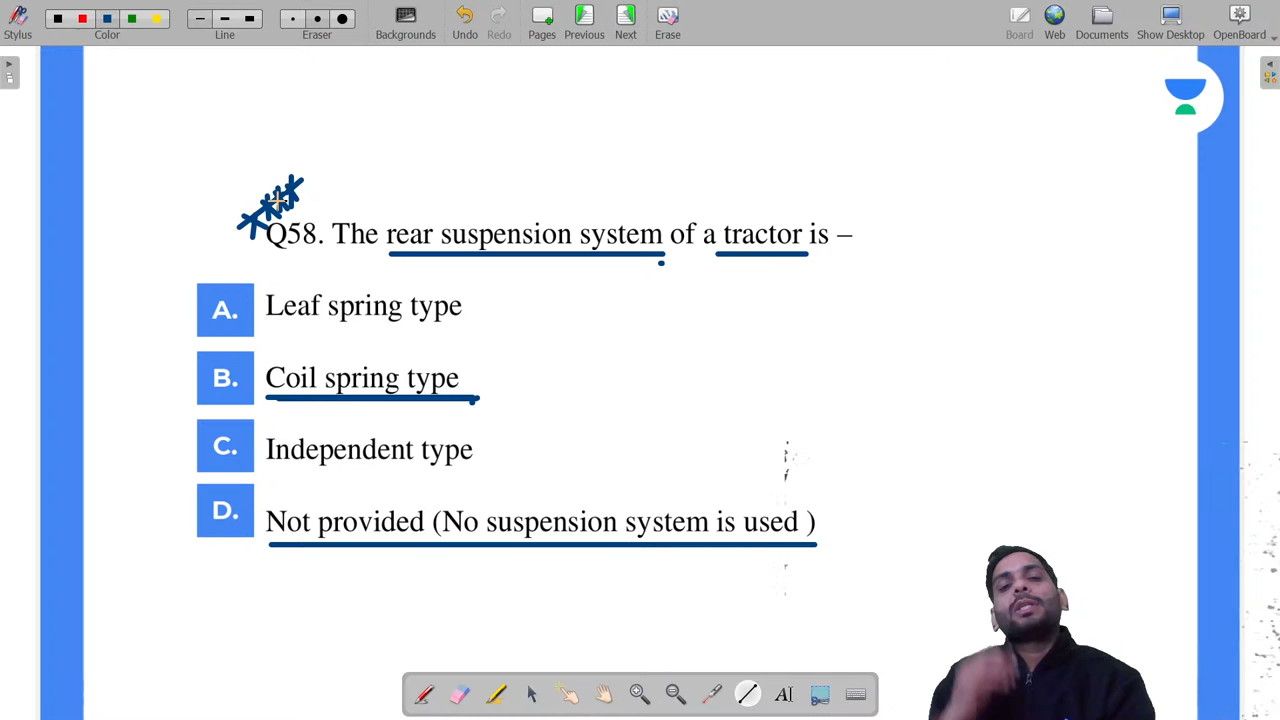 Stylus
Color
Line
Eraser
Backgrounds
Undo
Redo
Pages
Previous
Next
Erase
Board
Web
Documents
Show Desktop
OpenBoard
Q58. The rear suspension system of a tractor is –
A. Leaf spring type
B. Coil spring type
C. Independent type
D. Not provided (No suspension system is used )
AI